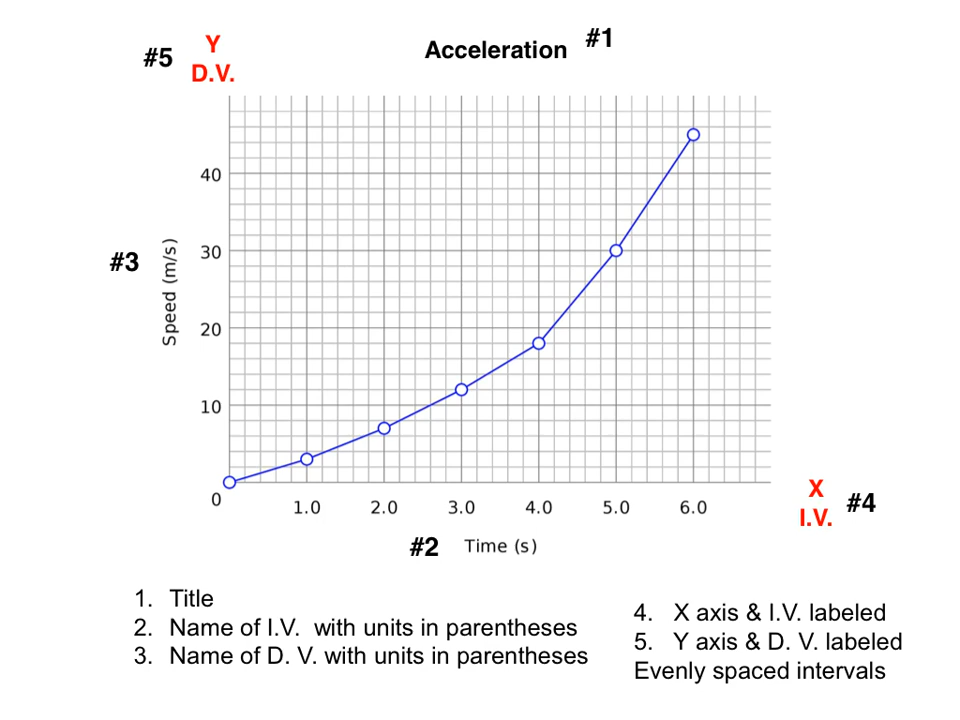 Acceleration #1
#5 Y
D.V.
40
30
20
10
0
#3 Speed (m/s)
1.0 2.0 3.0 4.0 5.0 6.0
X
I.V. #4
#2 Time (s)
1. Title
2. Name of I.V. with units in parentheses
3. Name of D. V. with units in parentheses
4. X axis & I.V. labeled
5. Y axis & D. V. labeled
Evenly spaced intervals